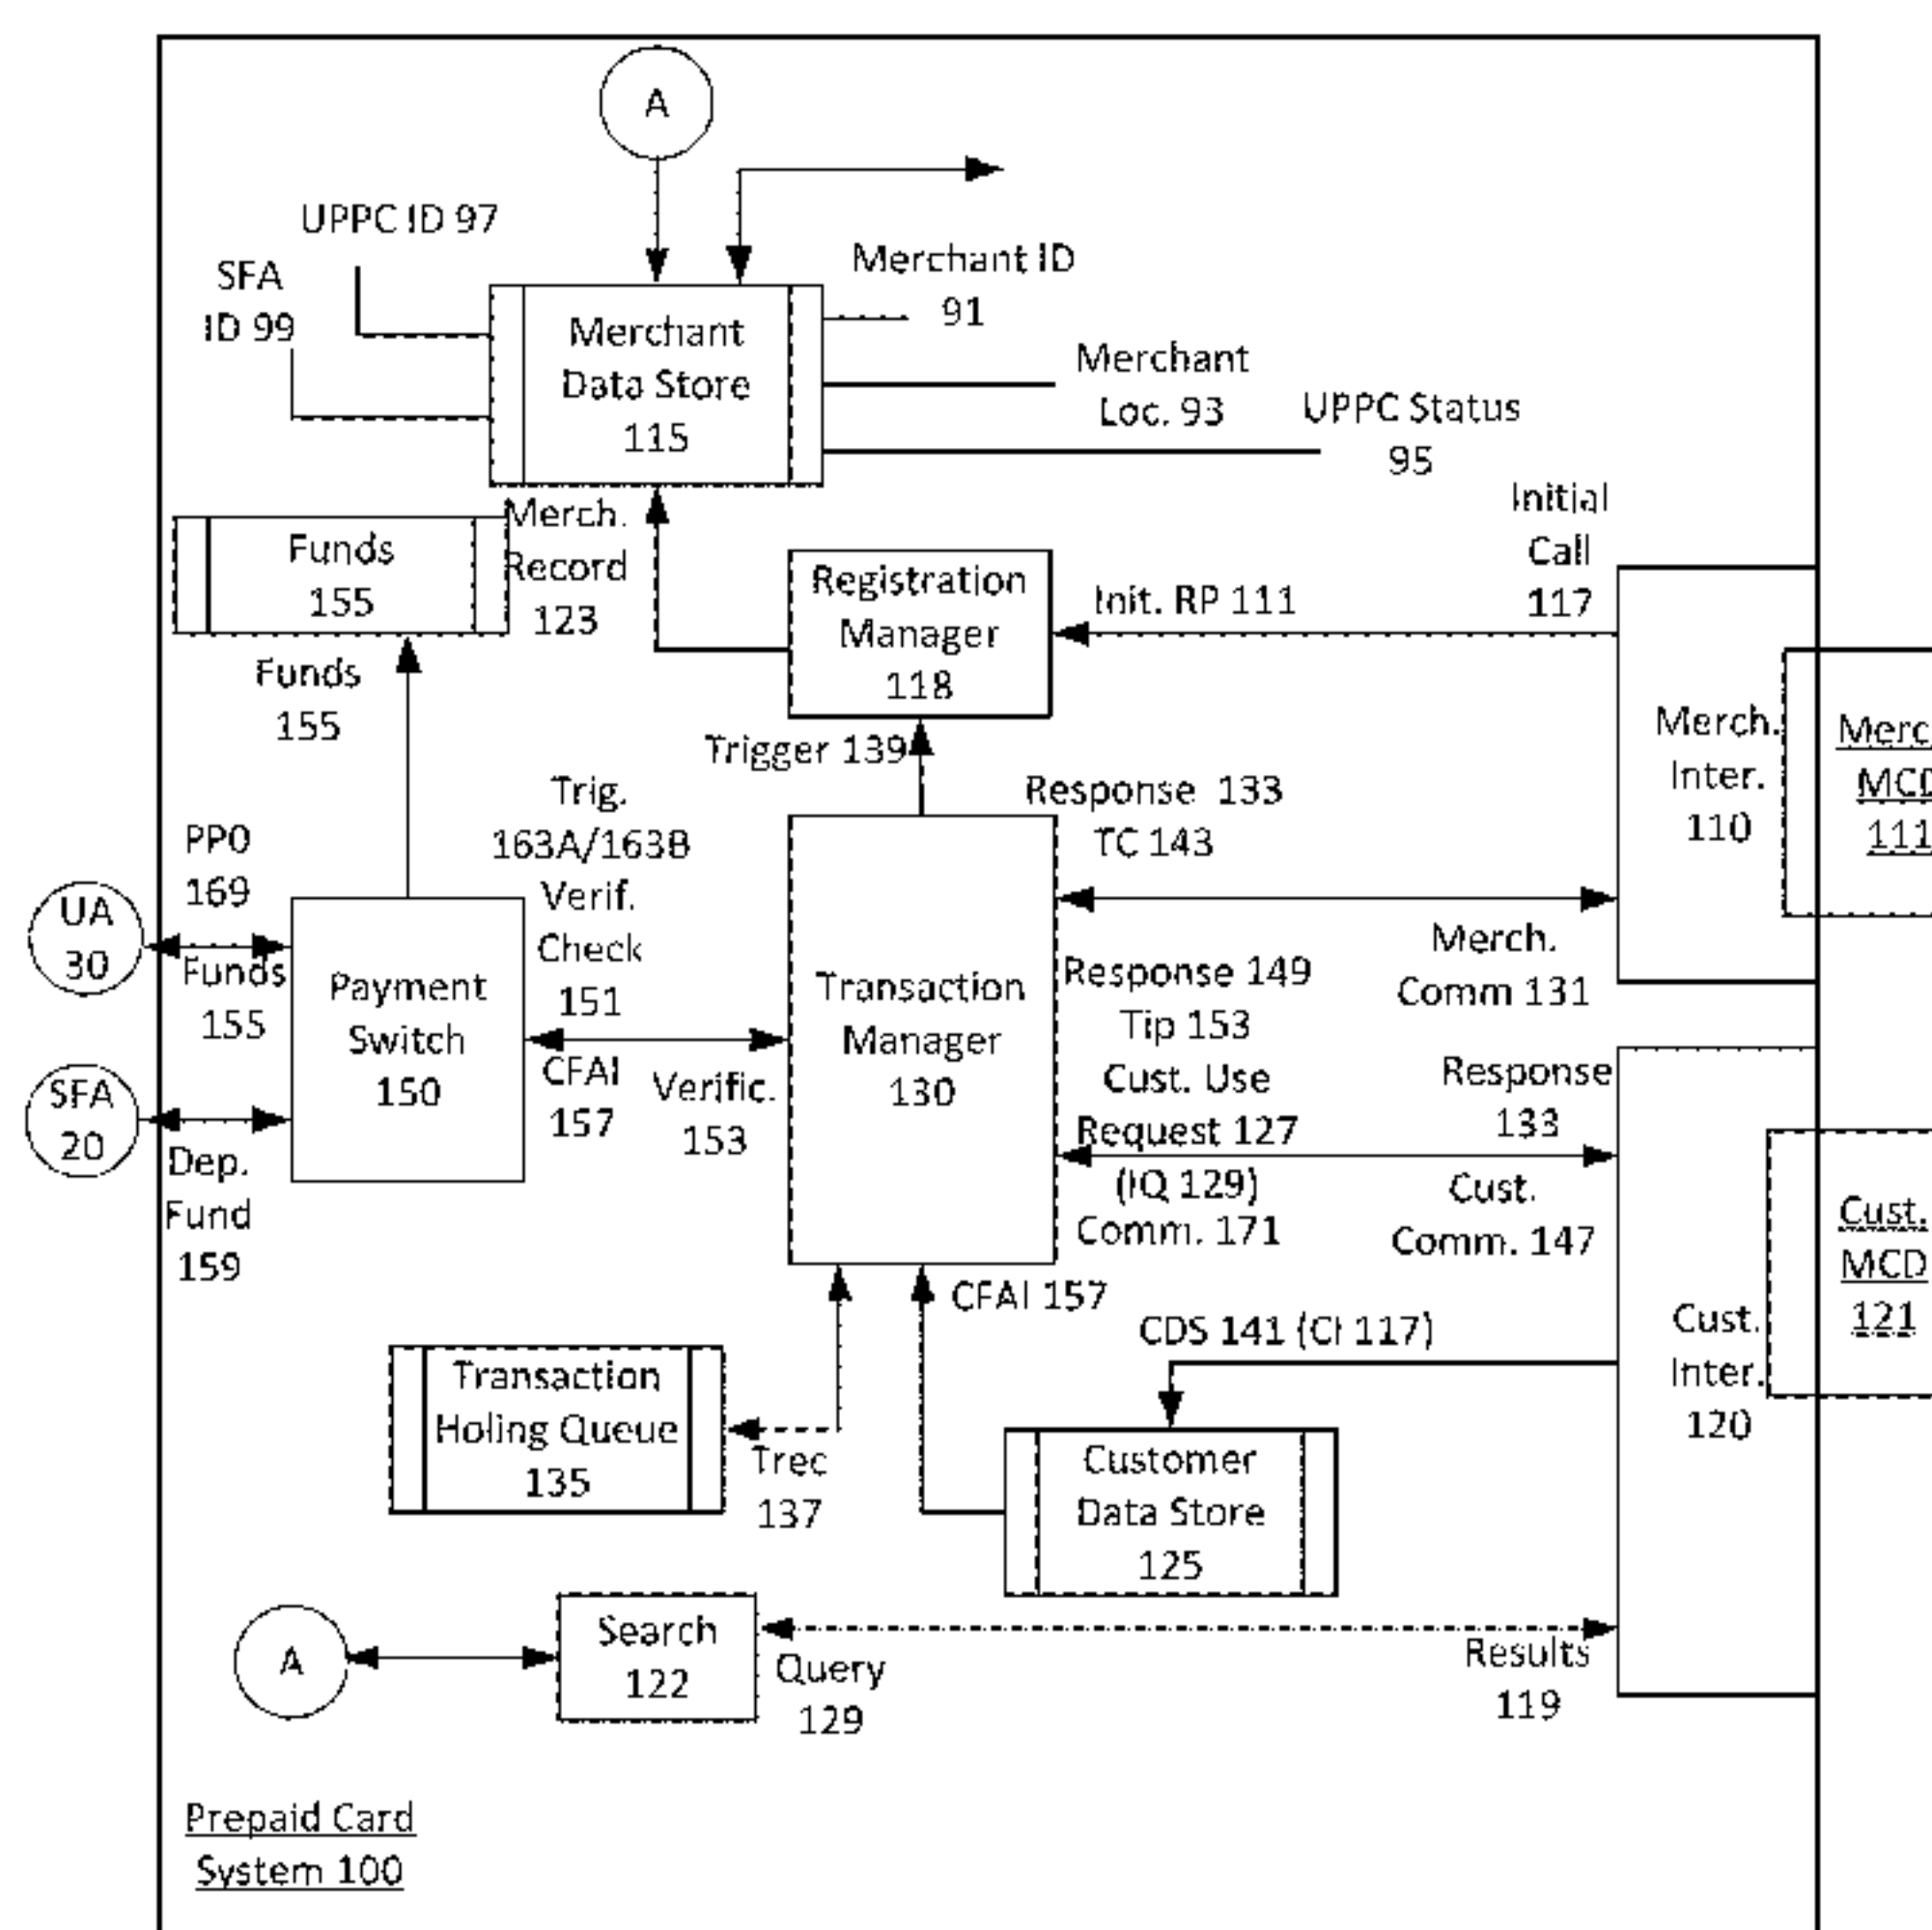 A
UPPC ID 97
SFA
ID 99
Merchant ID
91
Merchant
Data Store
115
Merchant
Loc. 93
UPPC Status
95
Initial
Call
117
Funds
155
Merch.
Record
123
Registration
Manager
118
Init. RP 111
Funds
155
Trigger 139
Response 133
TC 143
Merch.
Inter.
110
Merc
MCD
111
Trig.
163A/163B
Verif.
Check
151
PP0
169
UA
30
Funds
155
Payment
Switch
150
Transaction
Manager
130
Merch.
Comm 131
Response 149
Tip 153
Cust. Use
Request 127
(IQ 129)
Comm. 171
SFA
20
Dep.
Fund
159
CFAI
157
Verific.
153
Response
133
Cust.
Comm. 147
Cust.
MCD
121
Cust.
Inter.
120
CFAI 157
CDS 141 (CI 117)
Transaction
Holing Queue
135
Trec
137
Customer
Data Store
125
A
Search
122
Query
129
Results
119
Prepaid Card
System 100